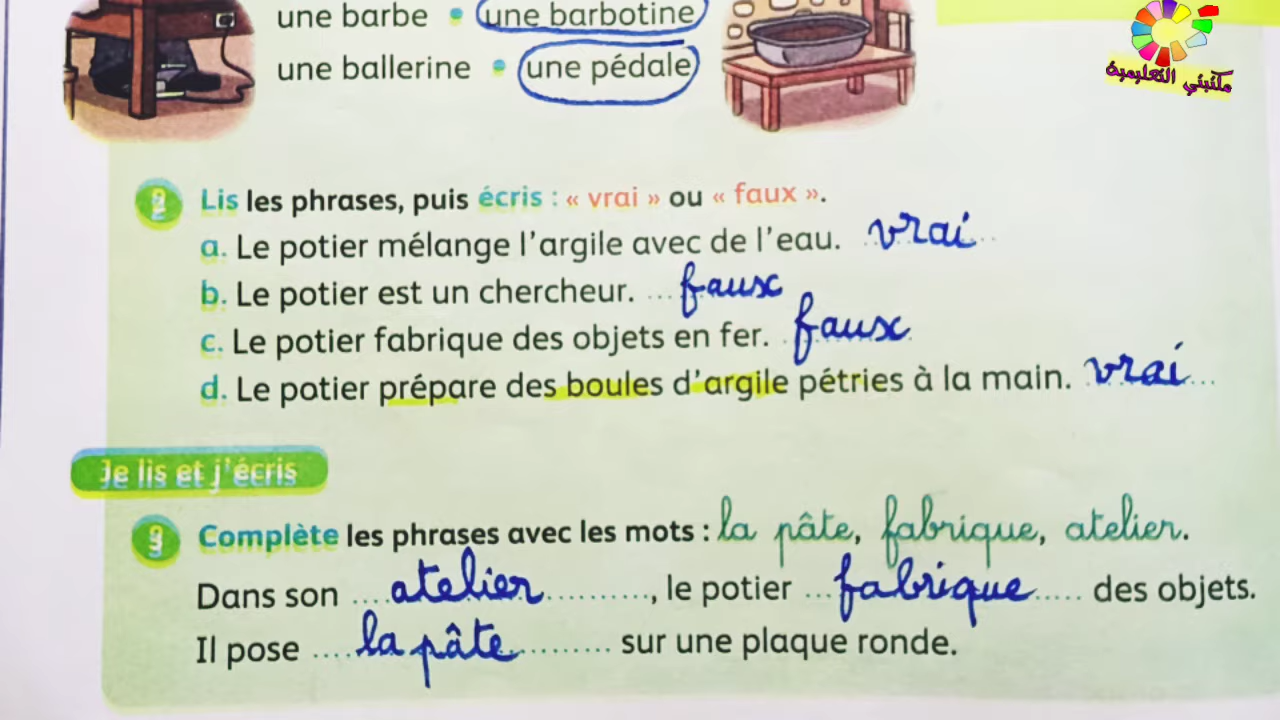 une barbe • une barbotine
une ballerine • une pédale
مكتبتي التعليمية
2 Lis les phrases, puis écris : « vrai » ou « faux ».
a. Le potier mélange l'argile avec de l'eau. vrai
b. Le potier est un chercheur. ... faux
c. Le potier fabrique des objets en fer. faux
d. Le potier prépare des boules d'argile pétries à la main. vrai...
Je lis et j'écris
3 Complète les phrases avec les mots : la pâte, fabrique, atelier.
Dans son .... atelier .........., le potier ... fabrique ..... des objets.
Il pose .... la pâte ......... sur une plaque ronde.